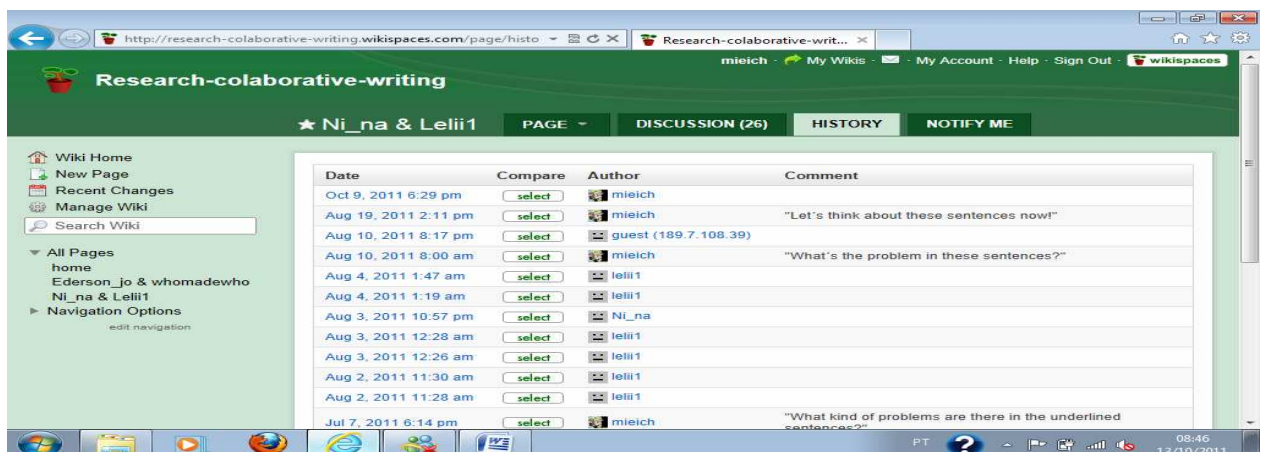 http://research-colaborative-writing.wikispaces.com/page/histo
Research-colaborative-writ...
mieich · My Wikis · · My Account · Help · Sign Out · wikispaces
Research-colaborative-writing
Ni_na & Lelii1 PAGE DISCUSSION (26) HISTORY NOTIFY ME
Wiki Home
New Page
Recent Changes
Manage Wiki
Search Wiki
All Pages
home
Ederson_jo & whomadewho
Ni_na & Lelii1
Navigation Options
edit navigation
Date Compare Author Comment
Oct 9, 2011 6:29 pm select mieich
Aug 19, 2011 2:11 pm select mieich "Let´s think about these sentences now!"
Aug 10, 2011 8:17 pm select guest (189.7.108.39)
Aug 10, 2011 8:00 am select mieich "What´s the problem in these sentences?"
Aug 4, 2011 1:47 am select lelii1
Aug 4, 2011 1:19 am select lelii1
Aug 3, 2011 10:57 pm select Ni_na
Aug 3, 2011 12:28 am select lelii1
Aug 3, 2011 12:26 am select lelii1
Aug 2, 2011 11:30 am select lelii1
Aug 2, 2011 11:28 am select lelii1
Jul 7, 2011 6:14 pm select mieich "What kind of problems are there in the underlined
sentences?"
PT 08:46
13/10/2011